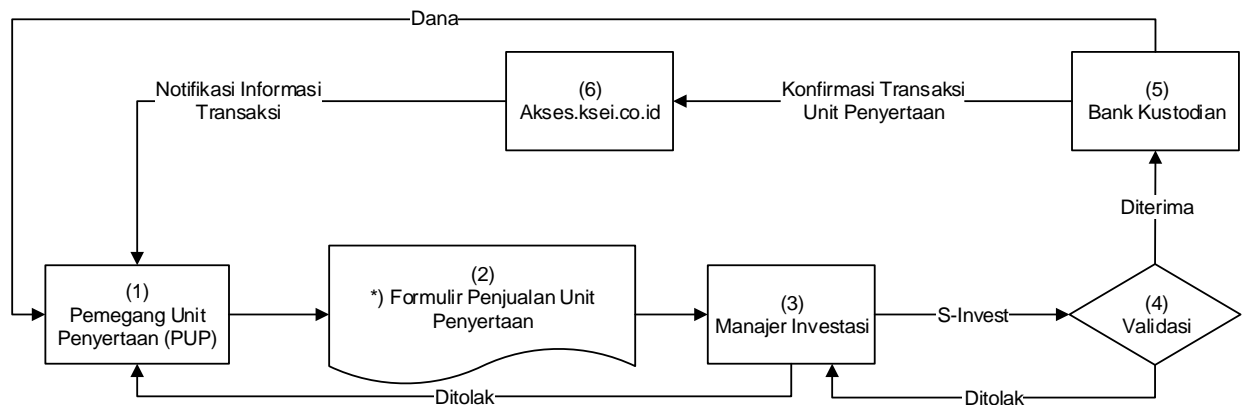 Dana
Notifikasi Informasi
Transaksi
(6)
Akses.ksei.co.id
Konfirmasi Transaksi
Unit Penyertaan
(5)
Bank Kustodian
Diterima
(1)
Pemegang Unit
Penyertaan (PUP)
(2)
*) Formulir Penjualan Unit
Penyertaan
(3)
Manajer Investasi
S-Invest
(4)
Validasi
Ditolak
Ditolak